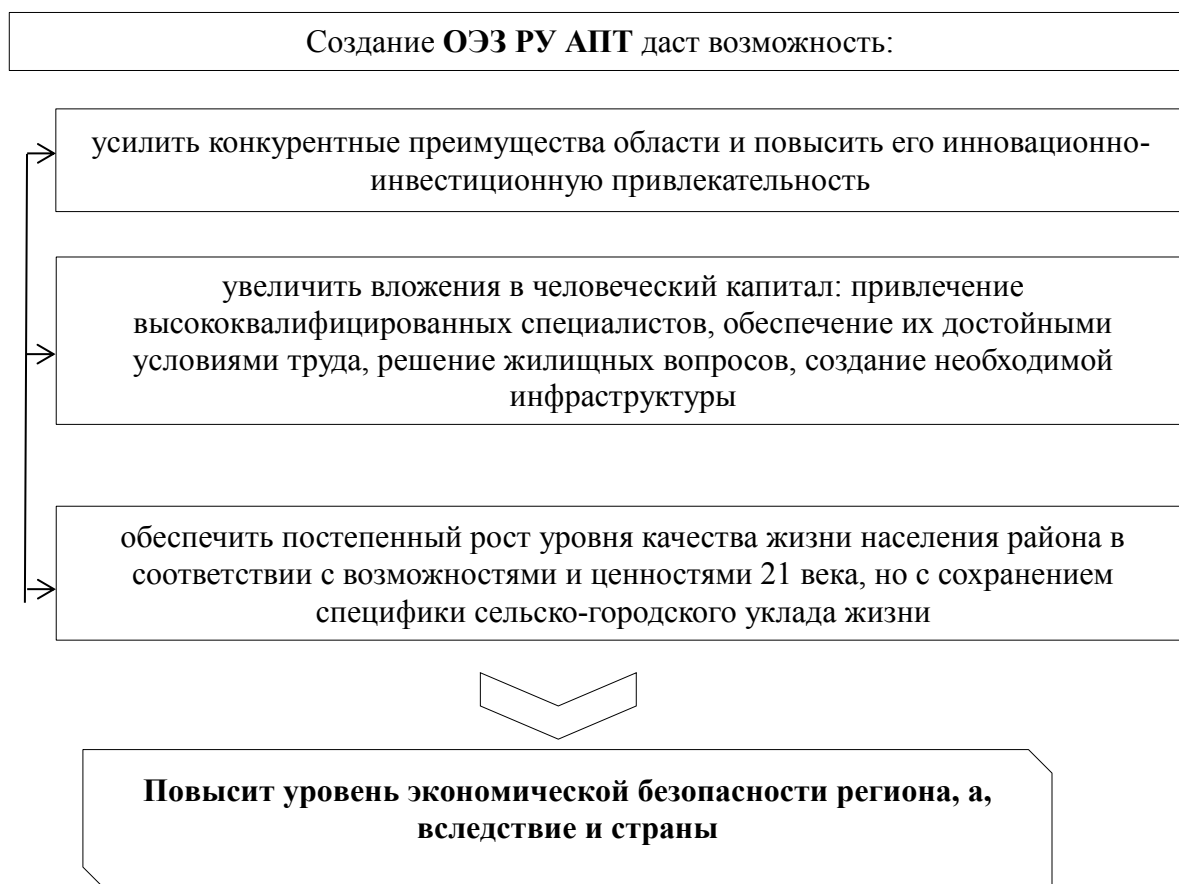 Создание ОЭЗ РУ АПТ даст возможность:
усилить конкурентные преимущества области и повысить его инновационно-
инвестиционную привлекательность
увеличить вложения в человеческий капитал: привлечение
высококвалифицированных специалистов, обеспечение их достойными
условиями труда, решение жилищных вопросов, создание необходимой
инфраструктуры
обеспечить постепенный рост уровня качества жизни населения района в
соответствии с возможностями и ценностями 21 века, но с сохранением
специфики сельско-городского уклада жизни
Повысит уровень экономической безопасности региона, а,
вследствие и страны